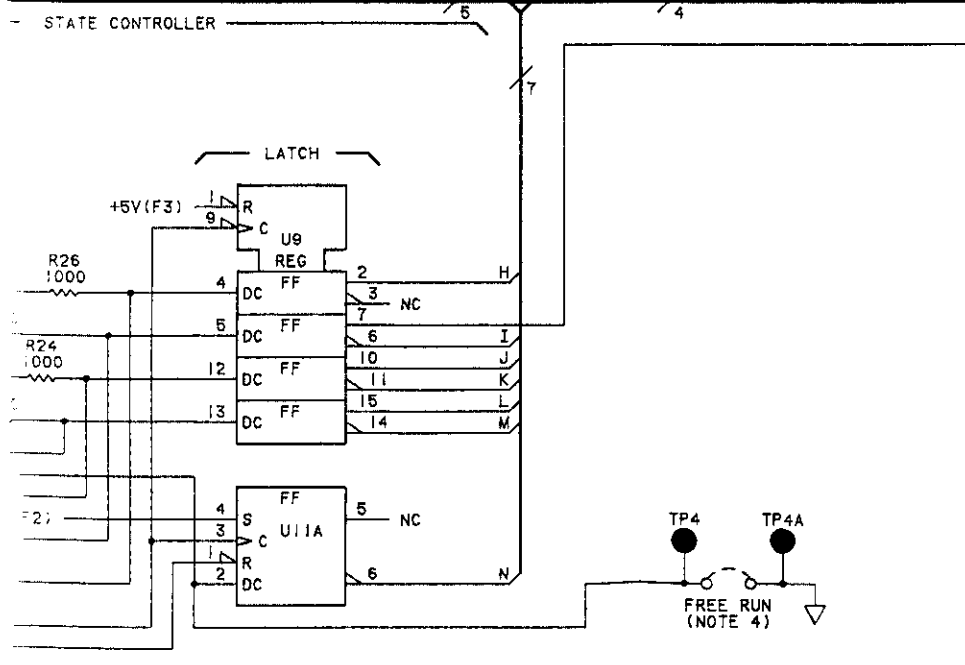 5
4
STATE CONTROLLER
7
LATCH
+5V(F3) 1 R
9 C
U9
REG
R26
1000
4 DC FF 2 H
3 NC
5 DC FF 7
6 I
R24
1000
12 DC FF 10 J
11 K
13 DC FF 15 L
14 M
FF
4 S 5 NC
3 C U11A
1 R
2 DC 6 N
TP4 TP4A
FREE RUN
(NOTE 4)